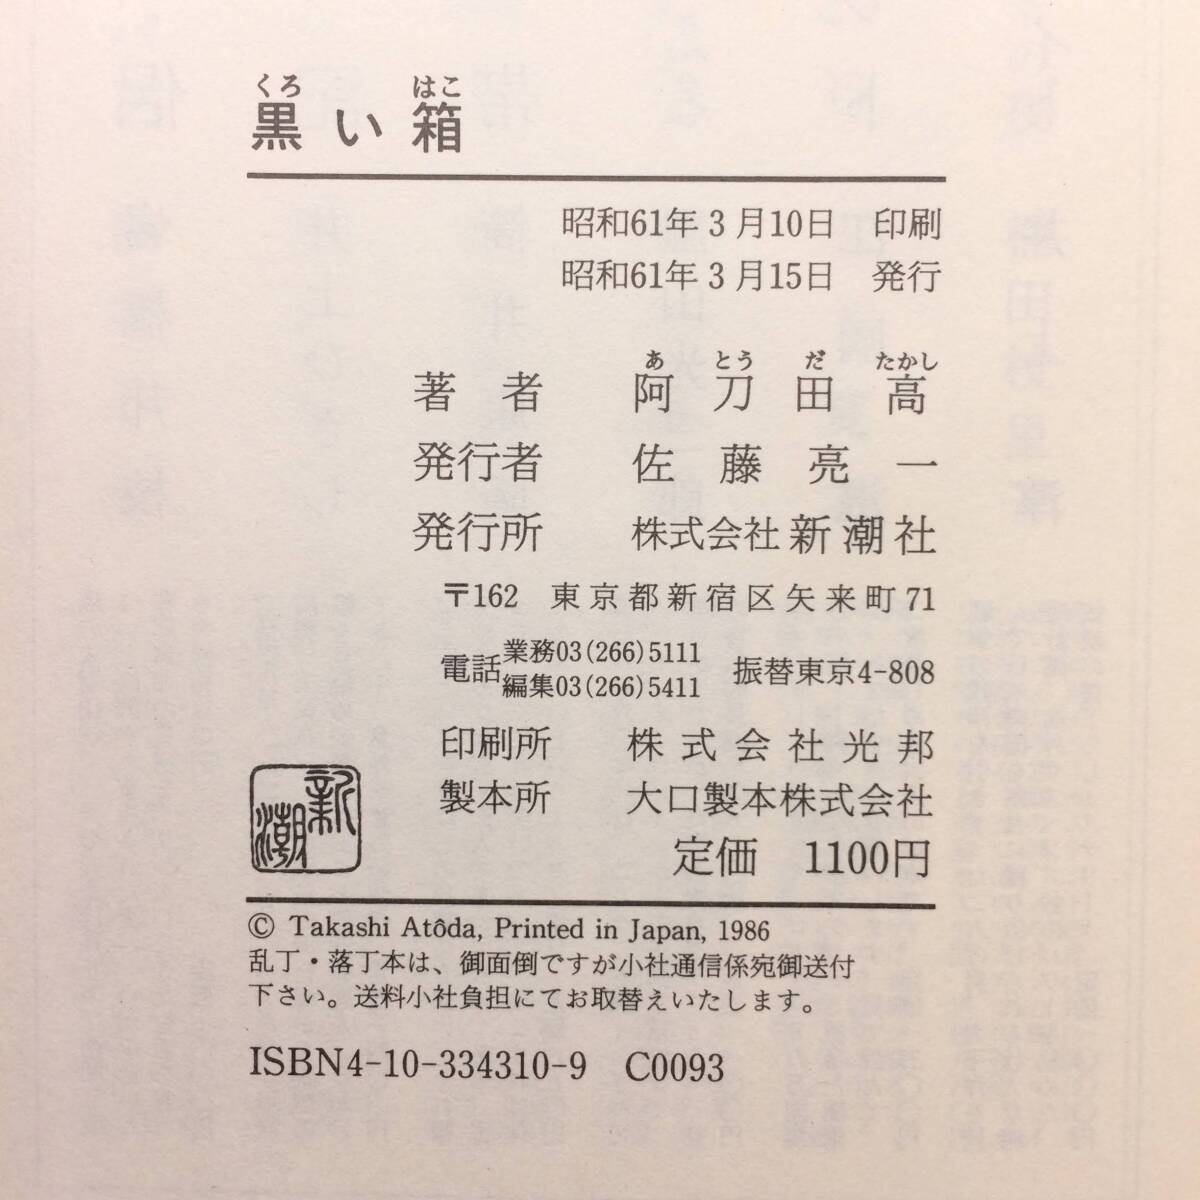 くろ はこ
黒い箱
昭和61年3月10日 印刷
昭和61年3月15日 発行
あ とう だ たかし
著者 阿刀田高
発行者 佐藤亮一
発行所 株式会社新潮社
〒162 東京都新宿区矢来町71
電話 業務03(266)5111
編集03(266)5411 振替東京4-808
印刷所 株式会社光邦
製本所 大口製本株式会社
定価 1100円
新潮
© Takashi Atôda, Printed in Japan, 1986
乱丁・落丁本は、御面倒ですが小社通信係宛御送付
下さい。送料小社負担にてお取替えいたします。
ISBN4-10-334310-9 C0093